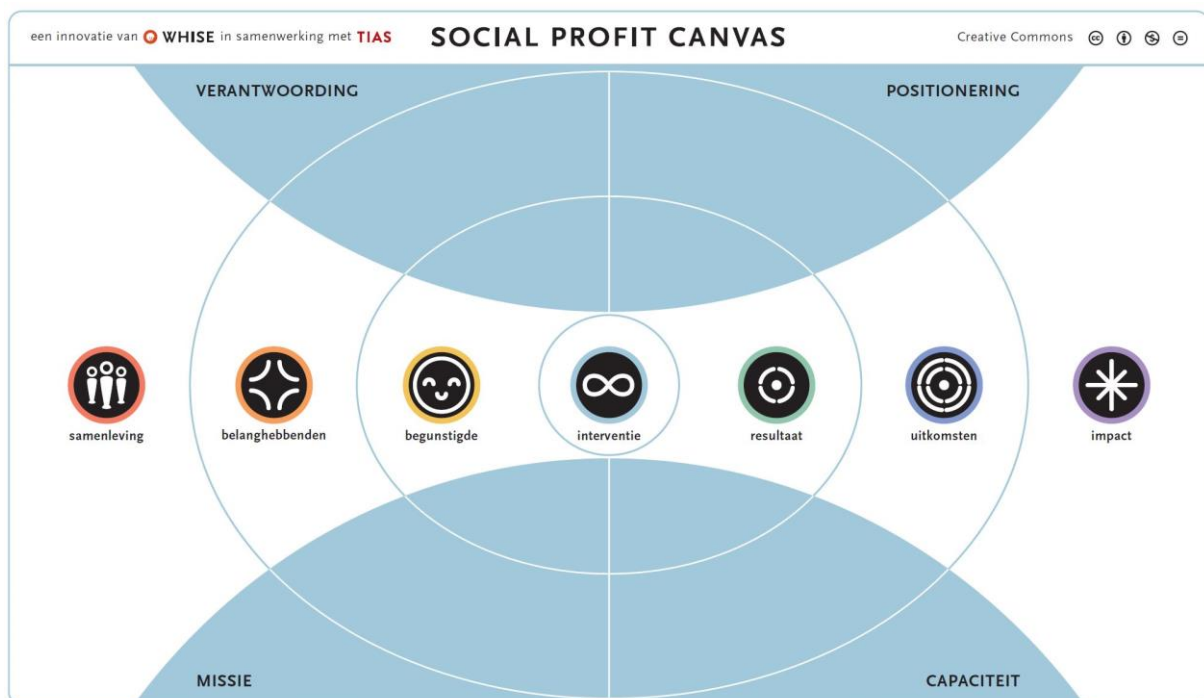 een innovatie van WHISE in samenwerking met TIAS
SOCIAL PROFIT CANVAS
Creative Commons cc
VERANTWOORDING
POSITIONERING
samenleving
belanghebbenden
begunstigde
interventie
resultaat
uitkomsten
impact
MISSIE
CAPACITEIT